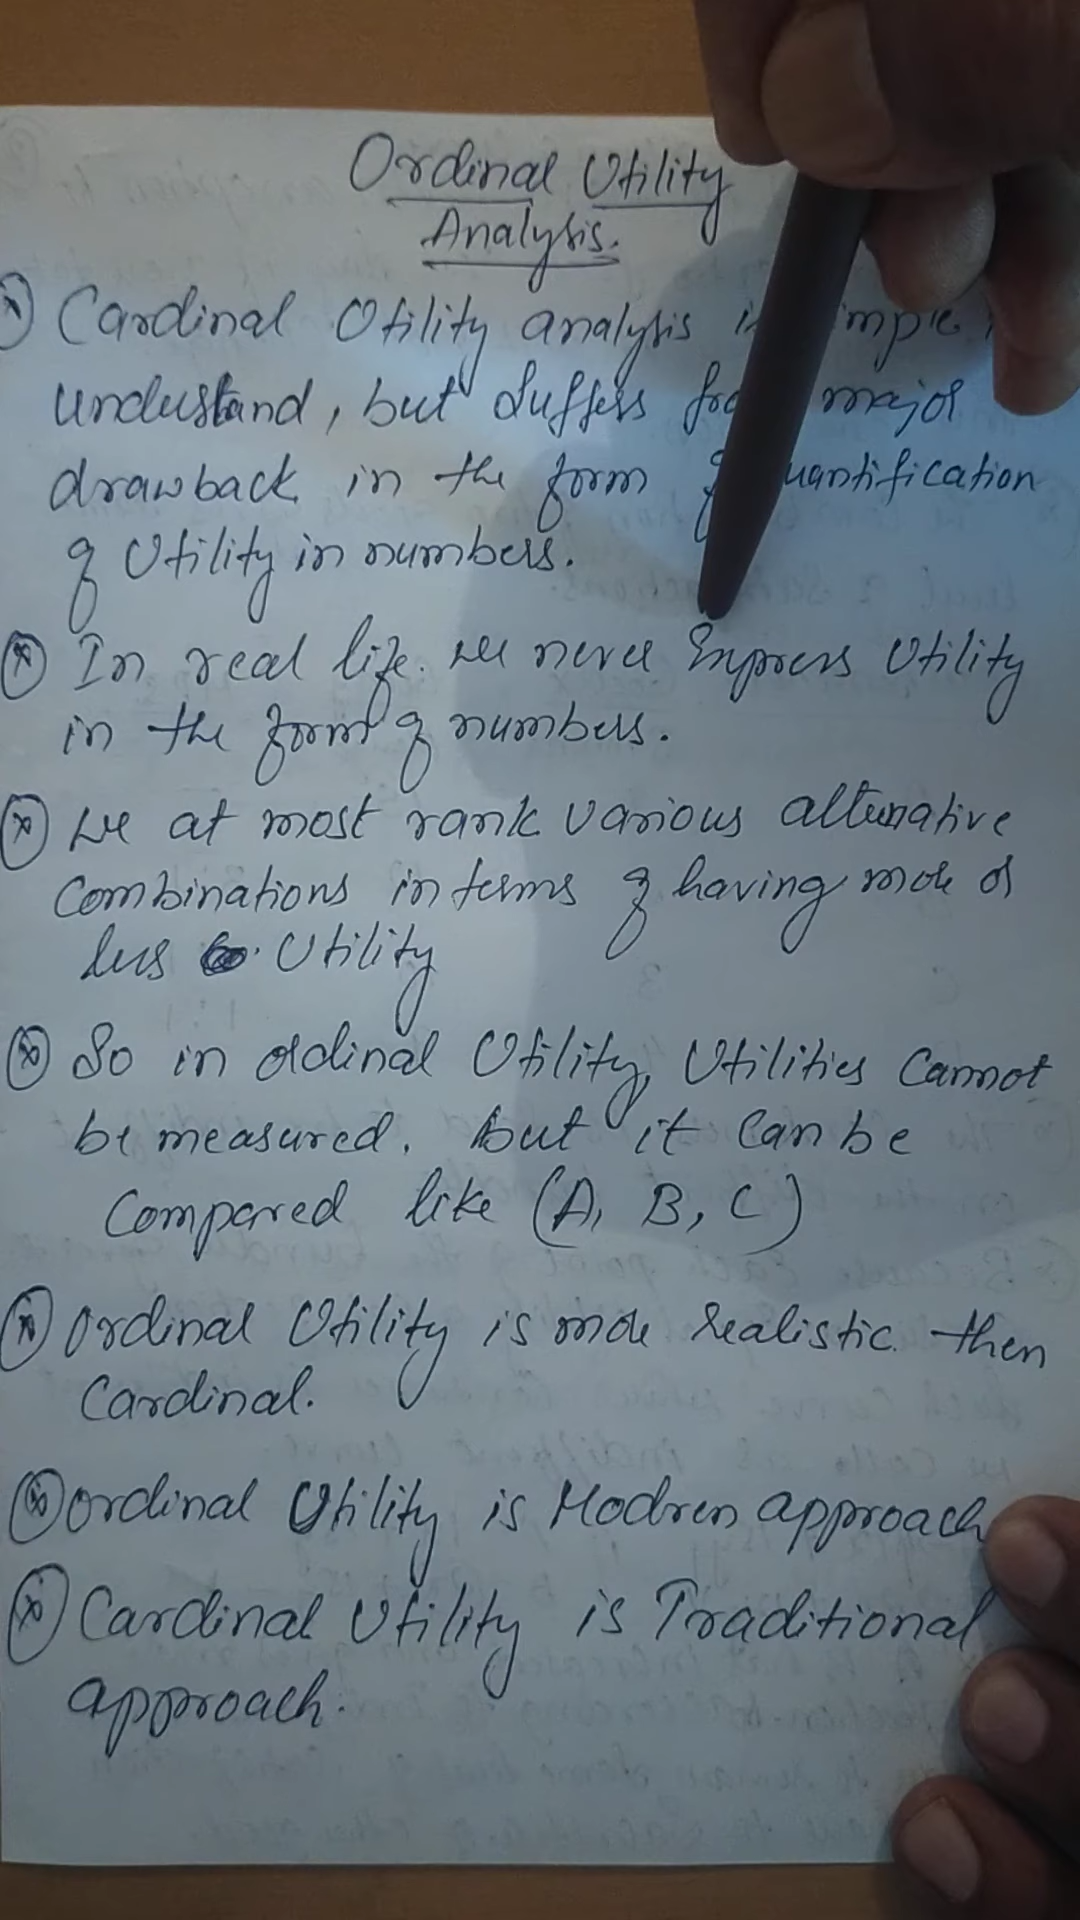 Ordinal Utility
Analysis.
Cardinal Utility analysis is
understand, but suffers major
drawback in the form
of Utility in numbers.
In real life. we never Express Utility
in the form of numbers.
we at most rank various alternative
Combinations in terms of having more or
less Utility
So in ordinal Utility, Utilities Cannot
be measured. but it Can be
Compared like (A, B, C)
Ordinal Utility is more realistic then
Cardinal.
ordinal Utility is Modren approach
Cardinal Utility is Traditional
approach.